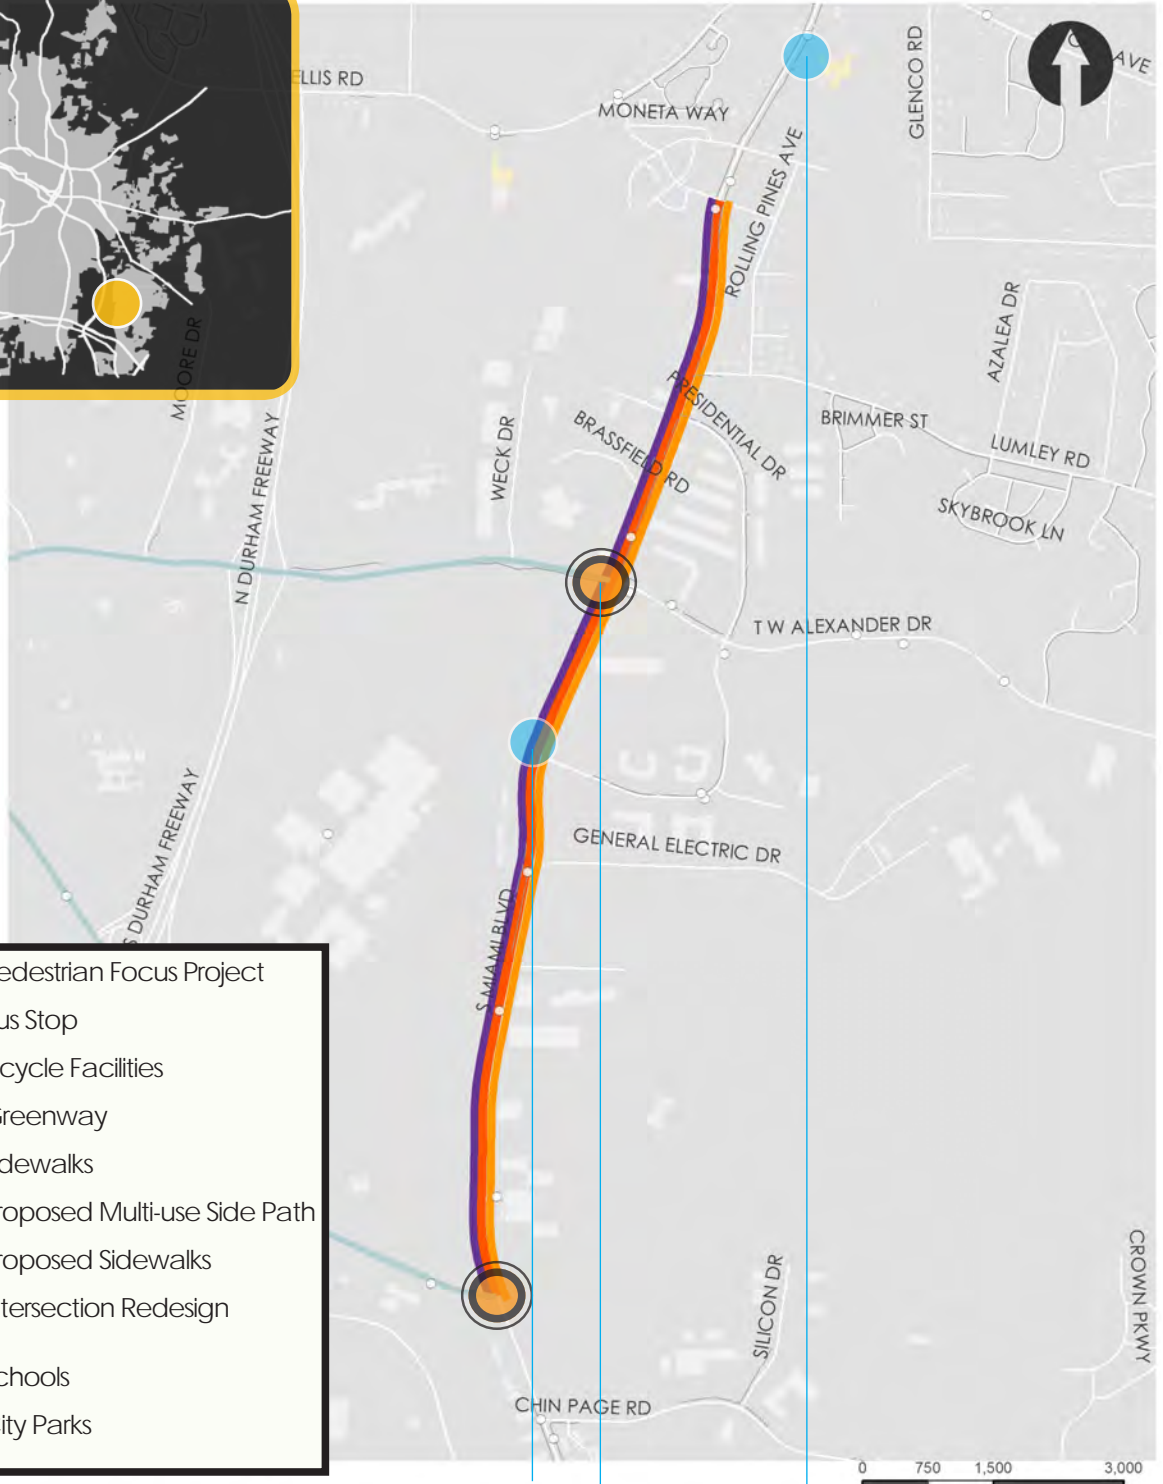 ELLIS RD
MONETA WAY
GLENCO RD
AVE
ROLLING PINES AVE
MOORE DR
AZALEA DR
PRESIDENTIAL DR
BRASSFIELD RD
BRIMMER ST
WECK DR
N DURHAM FREEWAY
LUMLEY RD
SKYBROOK LN
T W ALEXANDER DR
S DURHAM FREEWAY
GENERAL ELECTRIC DR
S MIAMI BLVD
edestrian Focus Project
us Stop
cycle Facilities
Greenway
dewalks
roposed Multi-use Side Path
roposed Sidewalks
tersection Redesign
chools
ity Parks
SILICON DR
CROWN PKWY
CHIN PAGE RD
0 750 1,500 3,000